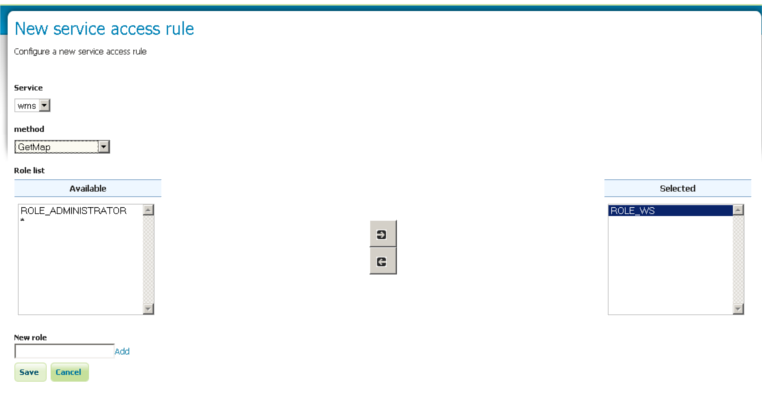 New service access rule
Configure a new service access rule
Service
wms
method
GetMap
Role list
Available
Selected
ROLE_ADMINISTRATOR
*
ROLE_WS
New role
Add
Save
Cancel